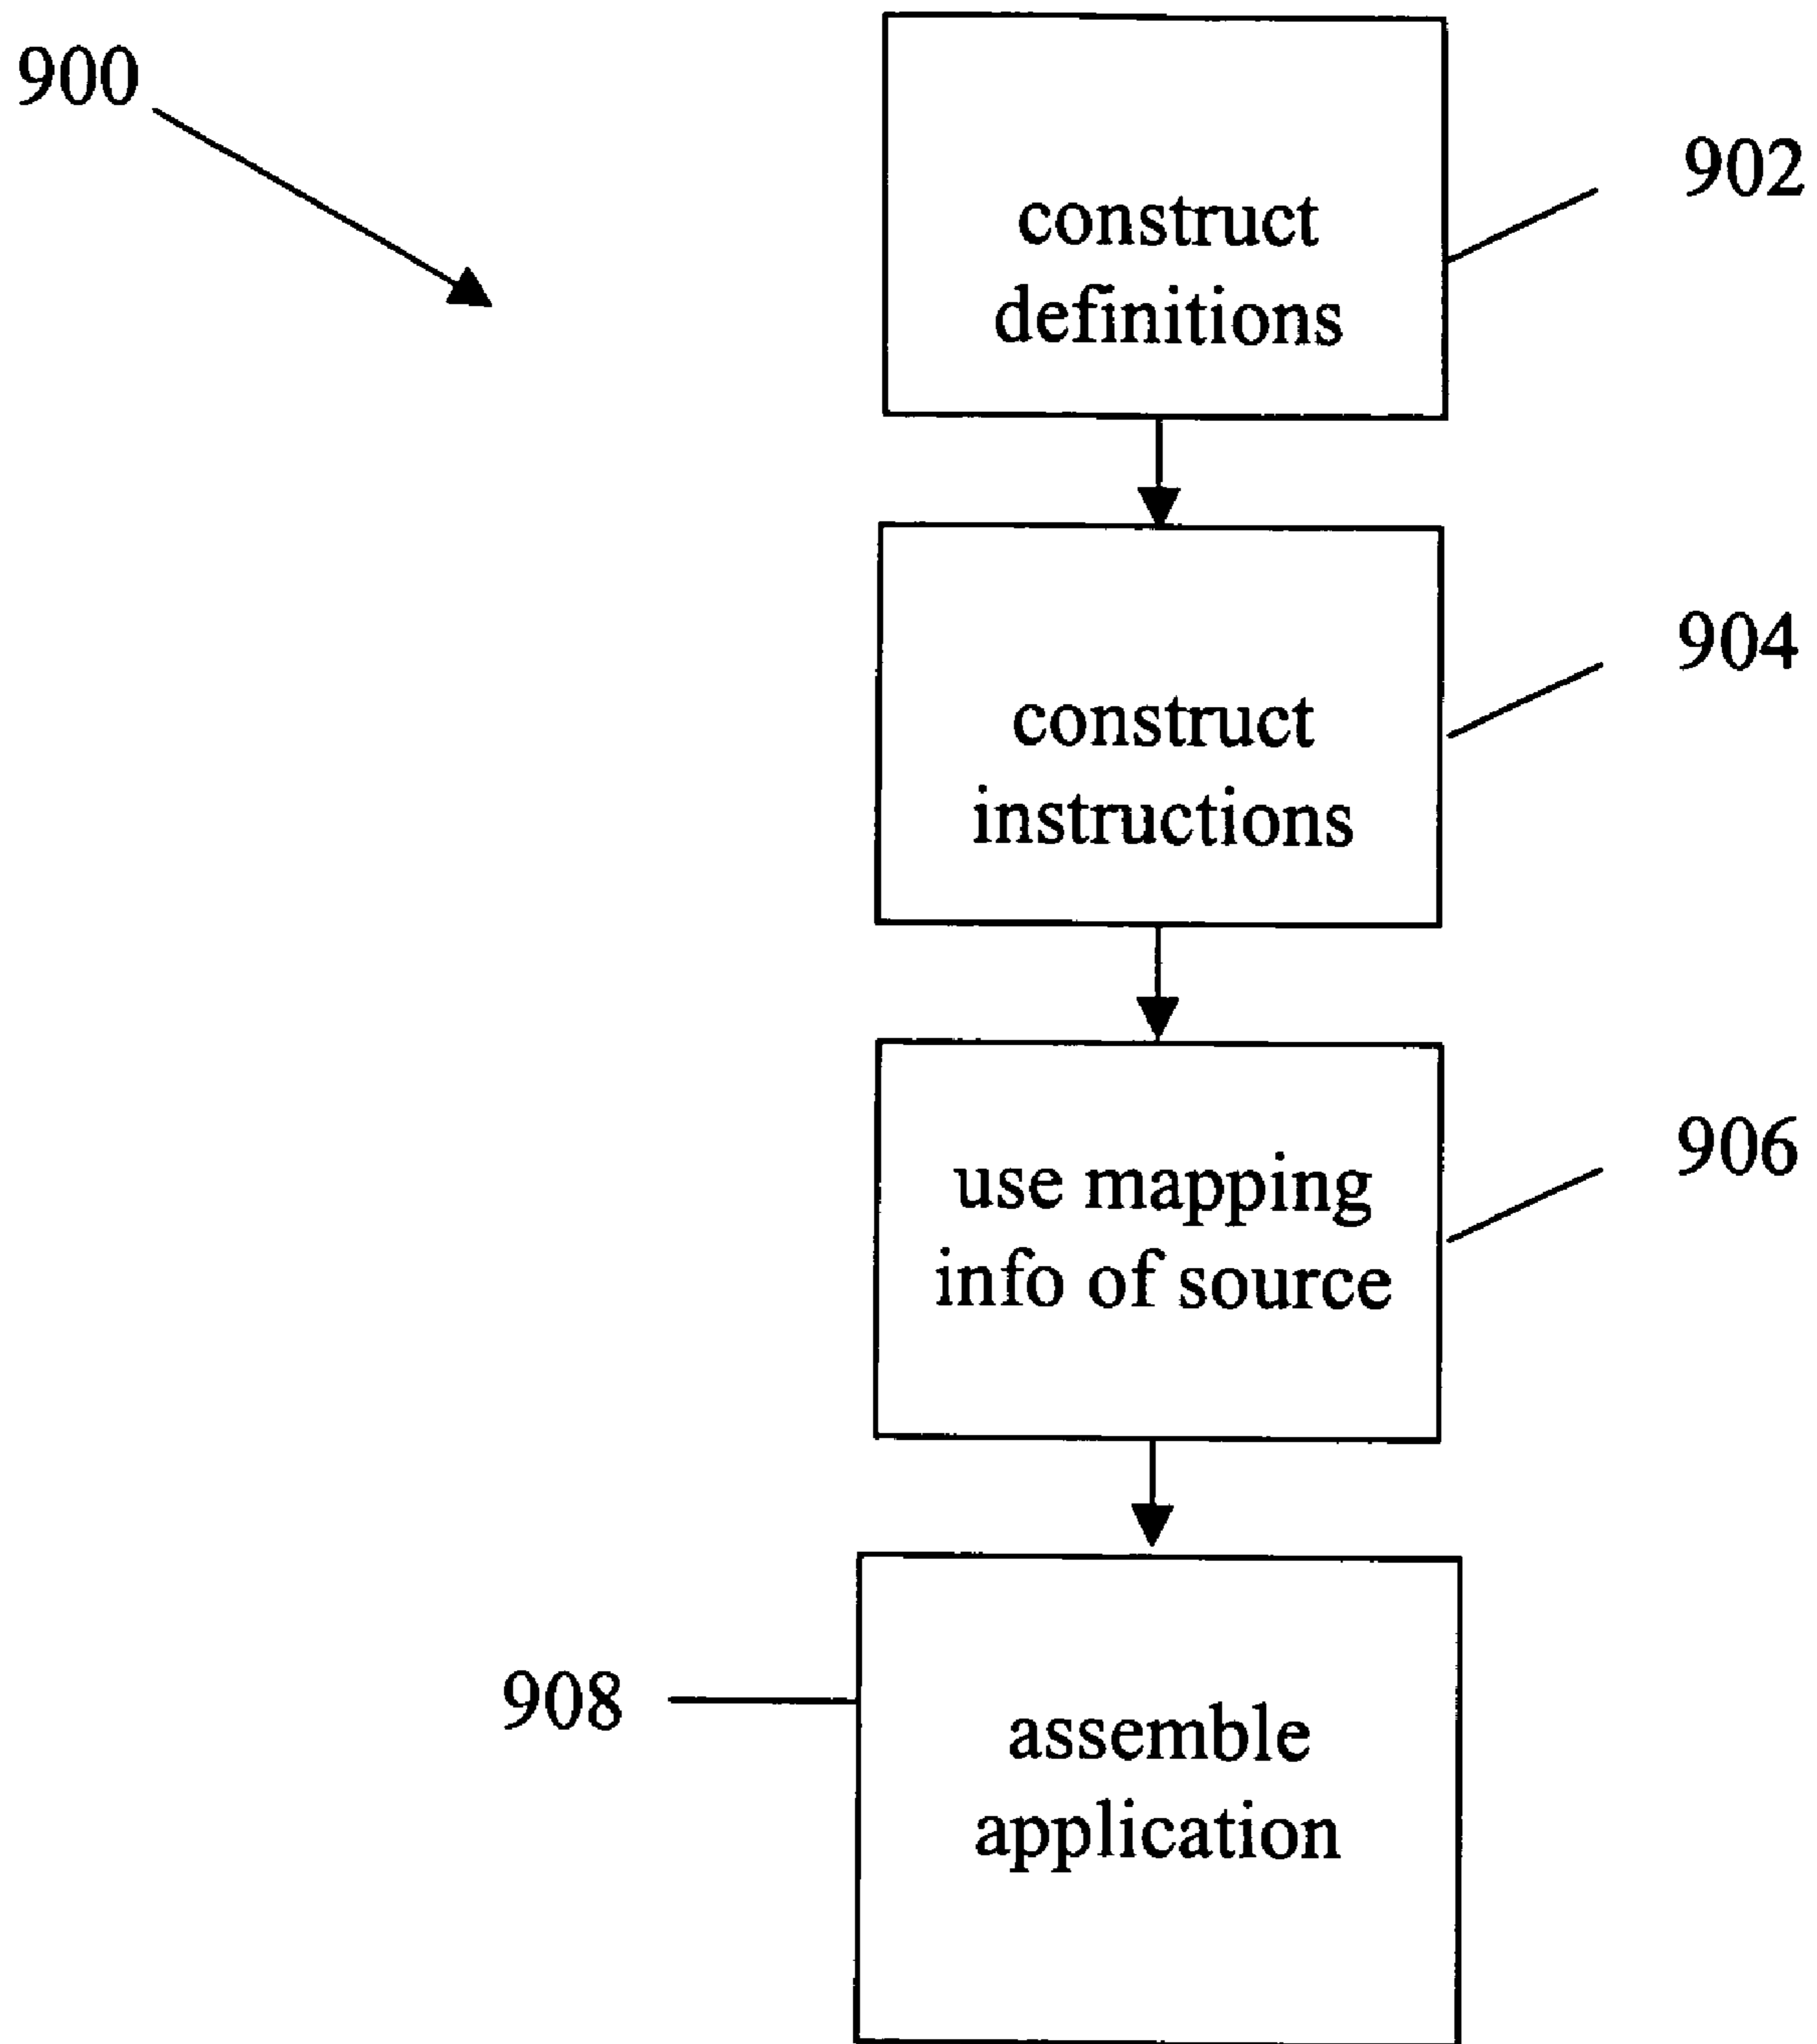 900
902
construct
definitions
904
construct
instructions
906
use mapping
info of source
908
assemble
application